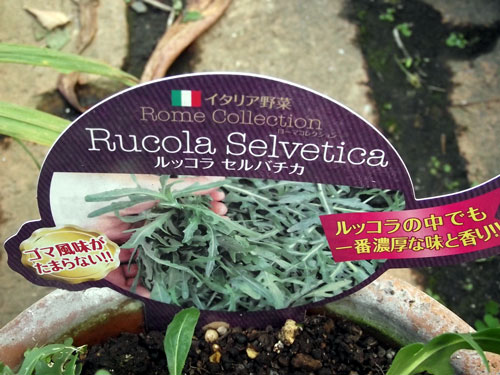 イタリア野菜
Rome Collection
ローマコレクション
Rucola Selvetica
ルッコラ セルバチカ
ルッコラの中でも
一番濃厚な味と香り!!
ゴマ風味が
たまらない!!